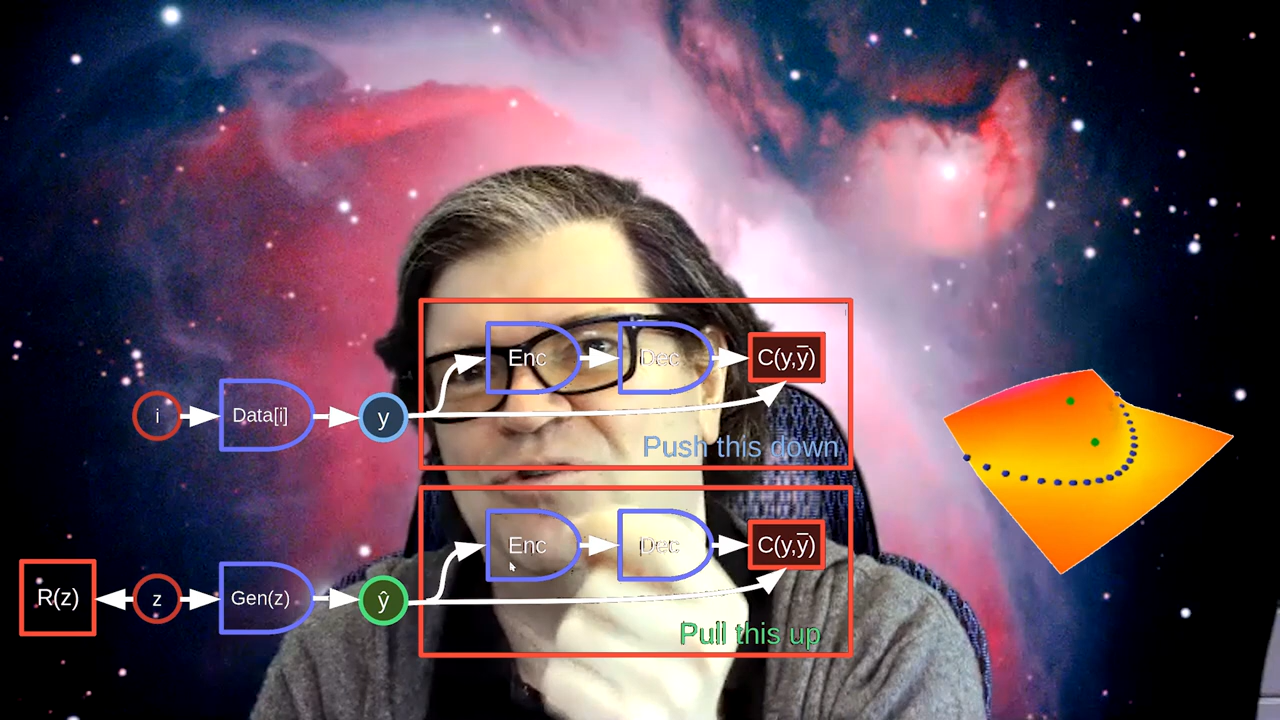 i
Data[i]
y
Enc
Dec
C(y,y̅)
Push this down
R(z)
z
Gen(z)
ŷ
Enc
Dec
C(y,y̅)
Pull this up